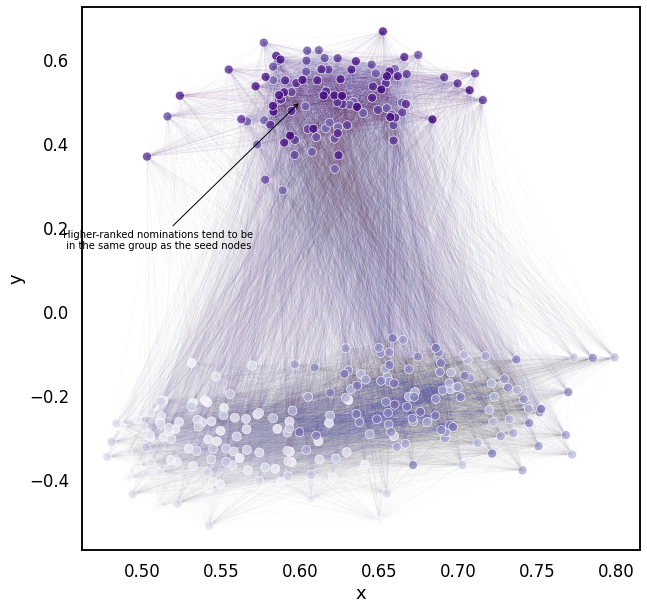 0.6
0.4
0.2
Higher-ranked nominations tend to be
in the same group as the seed nodes
0.0
−0.2
−0.4
y
0.50 0.55 0.60 0.65 0.70 0.75 0.80
x